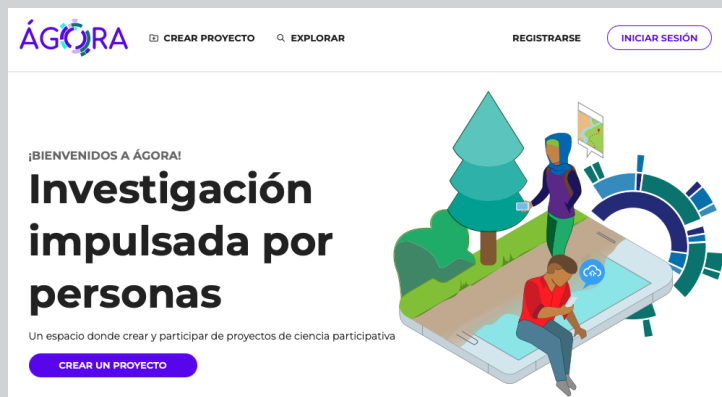 ÁGORA
CREAR PROYECTO
EXPLORAR
REGISTRARSE
INICIAR SESIÓN
¡BIENVENIDOS A ÁGORA!
Investigación
impulsada por
personas
Un espacio donde crear y participar de proyectos de ciencia participativa
CREAR UN PROYECTO